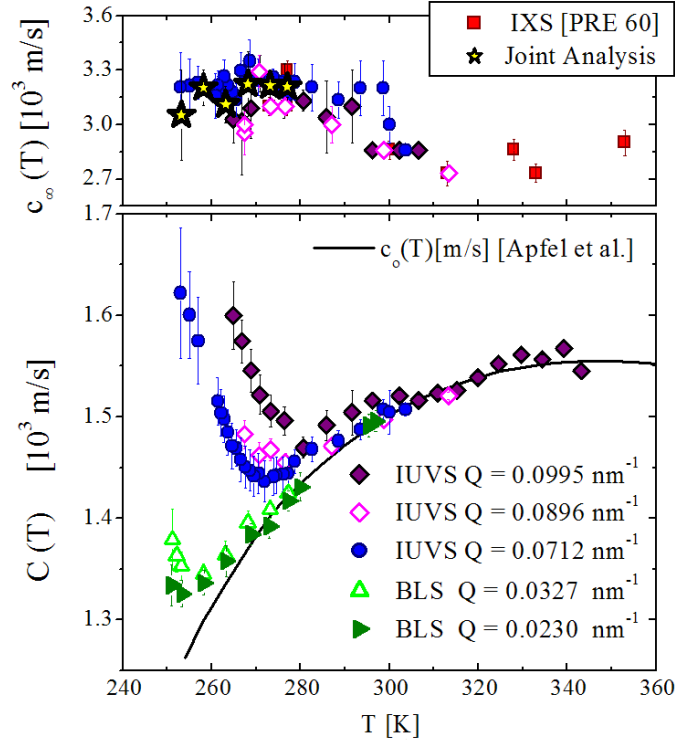 IXS [PRE 60]
Joint Analysis
3.6
3.3
3.0
2.7
c∞(T) [10³ m/s]
1.7
1.6
1.5
1.4
1.3
C(T) [10³ m/s]
cₒ(T)[m/s] [Apfel et al.]
IUVS Q = 0.0995 nm⁻¹
IUVS Q = 0.0896 nm⁻¹
IUVS Q = 0.0712 nm⁻¹
BLS Q = 0.0327 nm⁻¹
BLS Q = 0.0230 nm⁻¹
240 260 280 300 320 340 360
T [K]